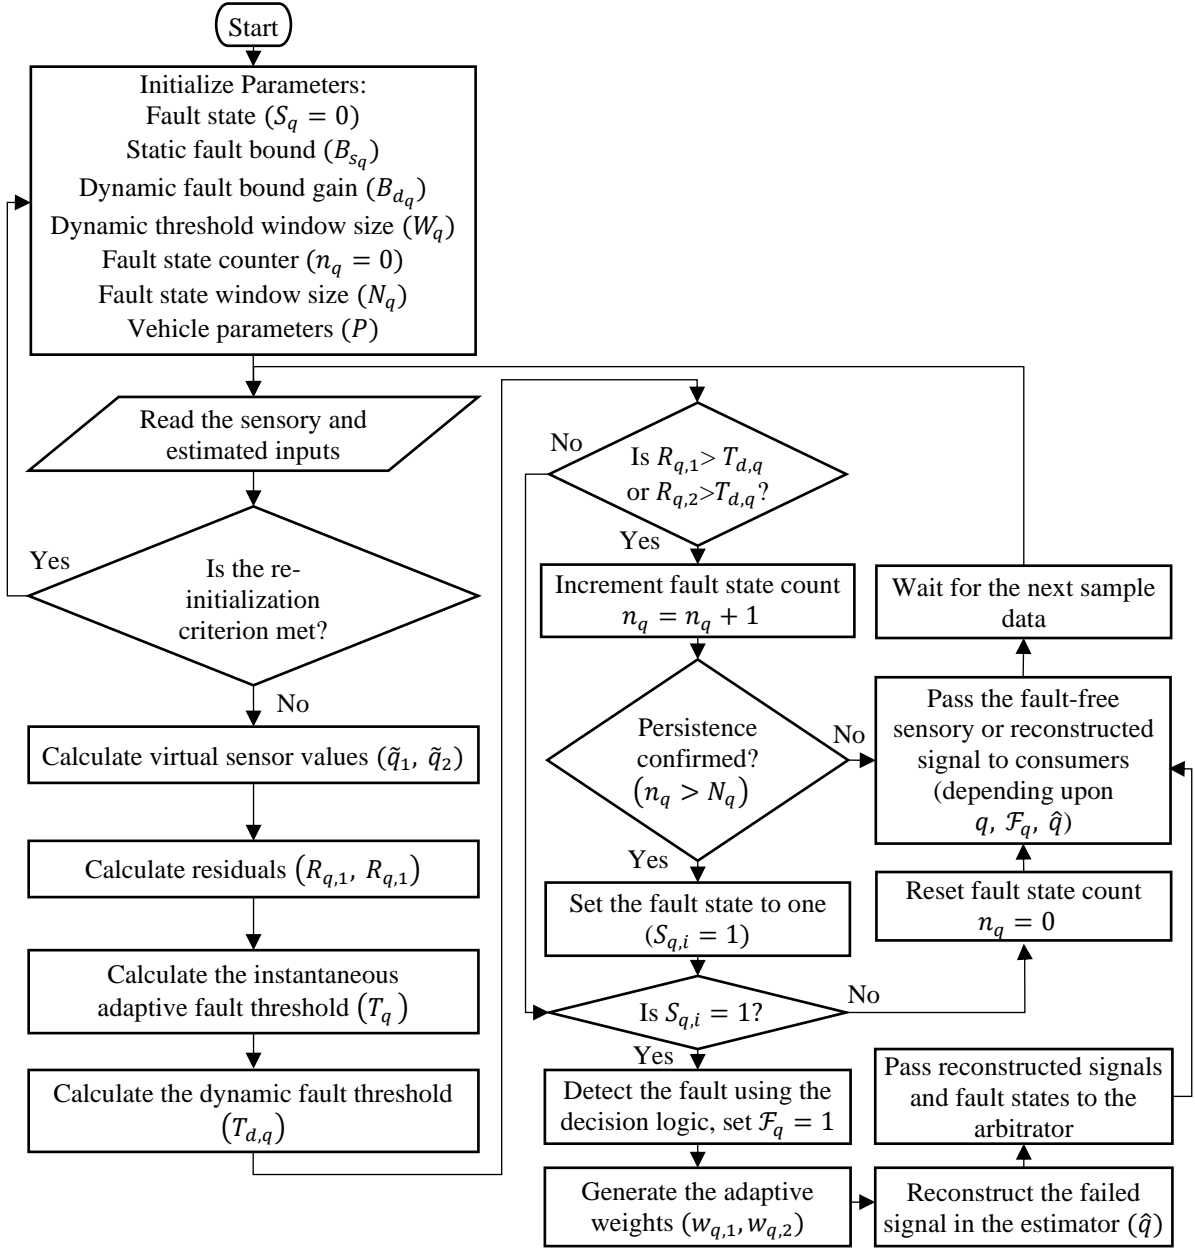 Start
Initialize Parameters:
Fault state (S_q = 0)
Static fault bound (B_{s_q})
Dynamic fault bound gain (B_{d_q})
Dynamic threshold window size (W_q)
Fault state counter (n_q = 0)
Fault state window size (N_q)
Vehicle parameters (P)
Read the sensory and
estimated inputs
Yes
Is the re-
initialization
criterion met?
No
Calculate virtual sensor values (q̃_1, q̃_2)
Calculate residuals (R_{q,1}, R_{q,1})
Calculate the instantaneous
adaptive fault threshold (T_q)
Calculate the dynamic fault threshold
(T_{d,q})
No
Is R_{q,1}> T_{d,q}
or R_{q,2}>T_{d,q}?
Yes
Increment fault state count
n_q = n_q + 1
Persistence
confirmed?
(n_q > N_q)
No
Yes
Set the fault state to one
(S_{q,i} = 1)
Is S_{q,i} = 1?
No
Yes
Detect the fault using the
decision logic, set ℱ_q = 1
Generate the adaptive
weights (w_{q,1}, w_{q,2})
Wait for the next sample
data
Pass the fault-free
sensory or reconstructed
signal to consumers
(depending upon
q, ℱ_q, q̂)
Reset fault state count
n_q = 0
Pass reconstructed signals
and fault states to the
arbitrator
Reconstruct the failed
signal in the estimator (q̂)